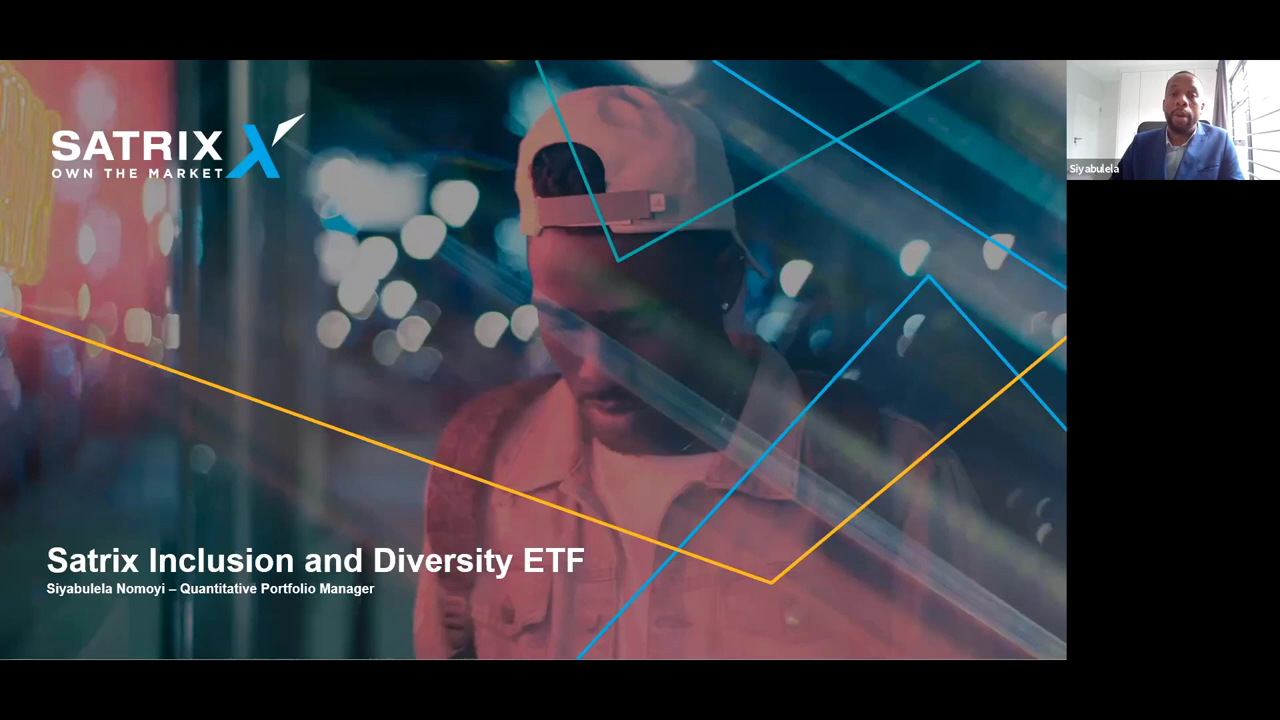 SATRIX
OWN THE MARKET
Siyabulela
Satrix Inclusion and Diversity ETF
Siyabulela Nomoyi – Quantitative Portfolio Manager